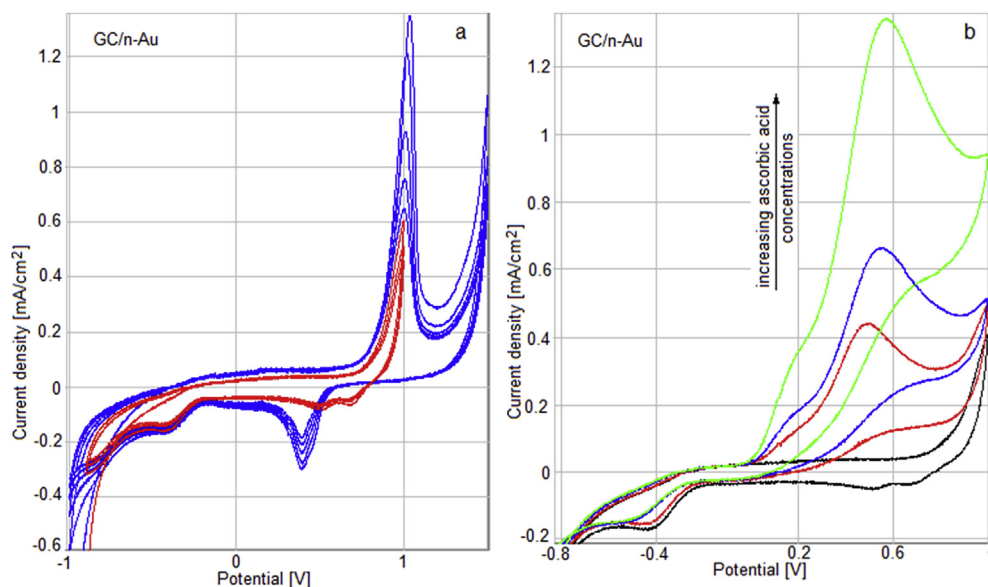 GC/n-Au
a
1.2
1
0.8
0.6
0.4
0.2
0
-0.2
-0.4
-0.6
-1
0
1
Current density [mA/cm²]
Potential [V]
GC/n-Au
b
increasing ascorbic acid
concentrations
1.2
1
0.8
0.6
0.4
0.2
0
-0.2
-0.8
-0.4
0.2
0.6
Current density [mA/cm²]
Potential [V]